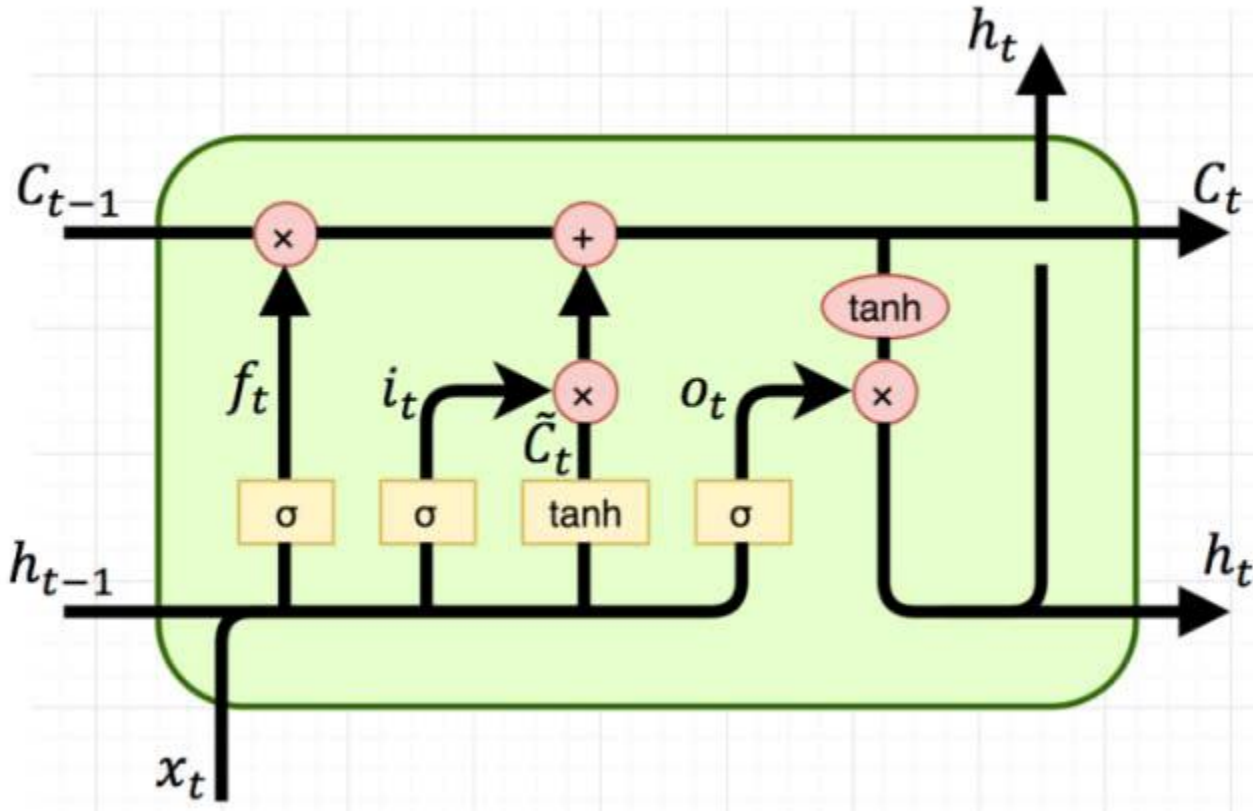 h_t
C_{t-1}
C_t
×
+
tanh
f_t
i_t
×
o_t
×
C̃_t
σ
σ
tanh
σ
h_{t-1}
h_t
x_t